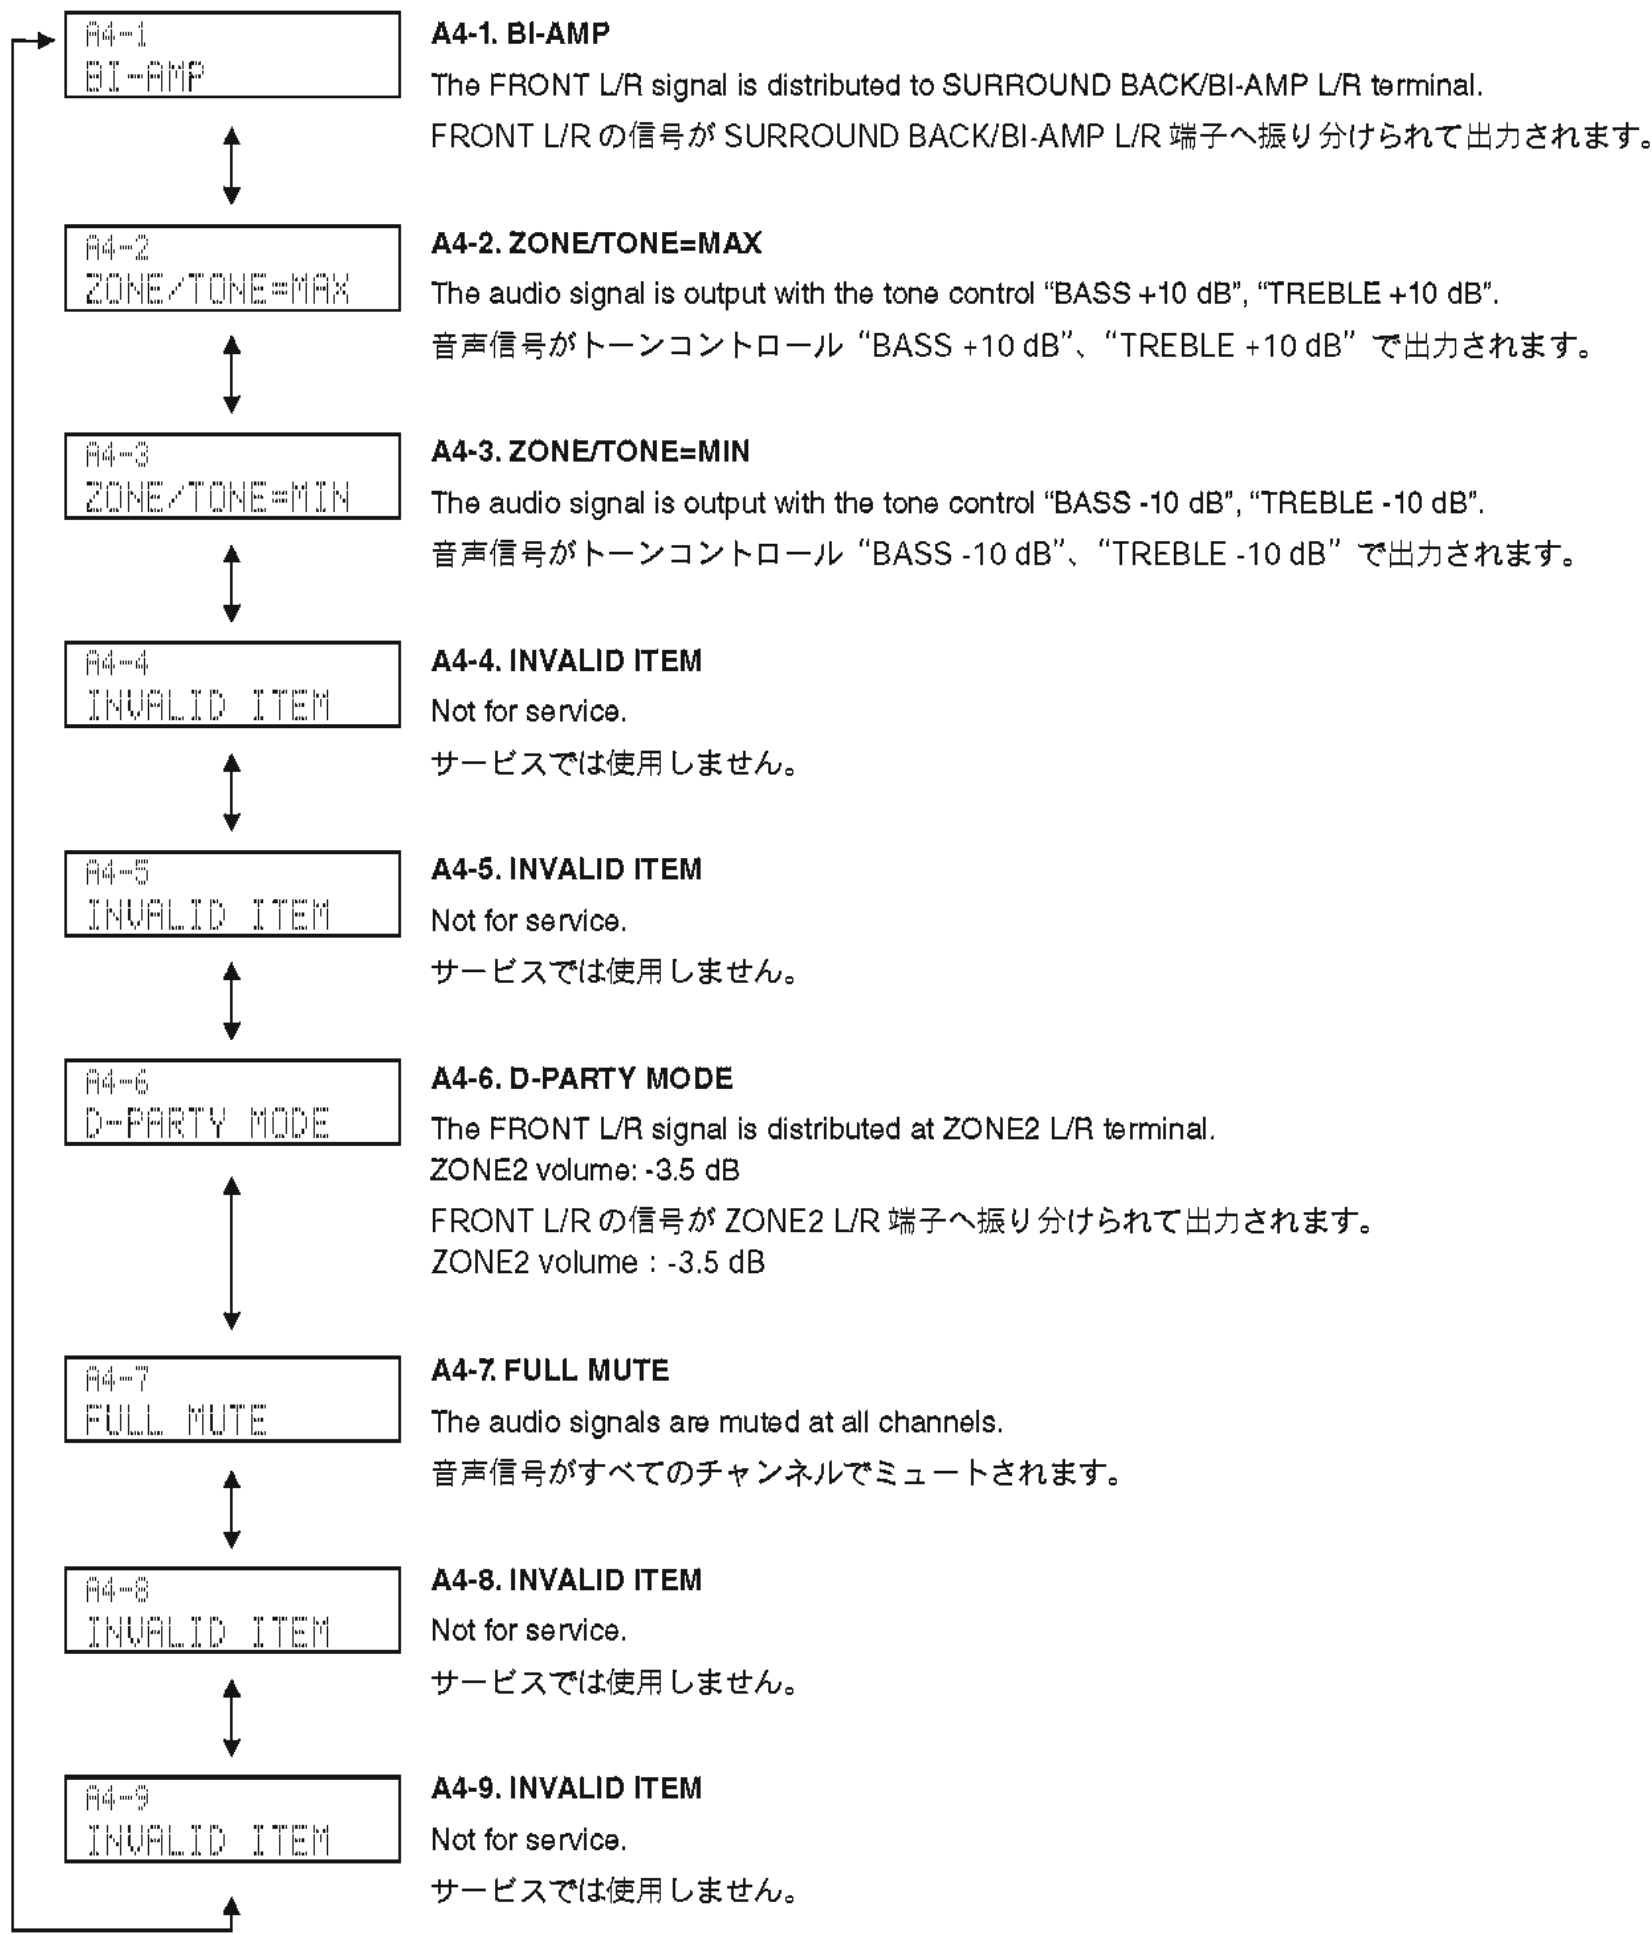 A4-1
BI-AMP
A4-1. BI-AMP
The FRONT L/R signal is distributed to SURROUND BACK/BI-AMP L/R terminal.
FRONT L/R の信号が SURROUND BACK/BI-AMP L/R 端子へ振り分けられて出力されます。
A4-2
ZONE/TONE=MAX
A4-2. ZONE/TONE=MAX
The audio signal is output with the tone control “BASS +10 dB”, “TREBLE +10 dB”.
音声信号がトーンコントロール “BASS +10 dB”、“TREBLE +10 dB” で出力されます。
A4-3
ZONE/TONE=MIN
A4-3. ZONE/TONE=MIN
The audio signal is output with the tone control “BASS -10 dB”, “TREBLE -10 dB”.
音声信号がトーンコントロール “BASS -10 dB”、“TREBLE -10 dB” で出力されます。
A4-4
INVALID ITEM
A4-4. INVALID ITEM
Not for service.
サービスでは使用しません。
A4-5
INVALID ITEM
A4-5. INVALID ITEM
Not for service.
サービスでは使用しません。
A4-6
D-PARTY MODE
A4-6. D-PARTY MODE
The FRONT L/R signal is distributed at ZONE2 L/R terminal.
ZONE2 volume: -3.5 dB
FRONT L/R の信号が ZONE2 L/R 端子へ振り分けられて出力されます。
ZONE2 volume：-3.5 dB
A4-7
FULL MUTE
A4-7. FULL MUTE
The audio signals are muted at all channels.
音声信号がすべてのチャンネルでミュートされます。
A4-8
INVALID ITEM
A4-8. INVALID ITEM
Not for service.
サービスでは使用しません。
A4-9
INVALID ITEM
A4-9. INVALID ITEM
Not for service.
サービスでは使用しません。